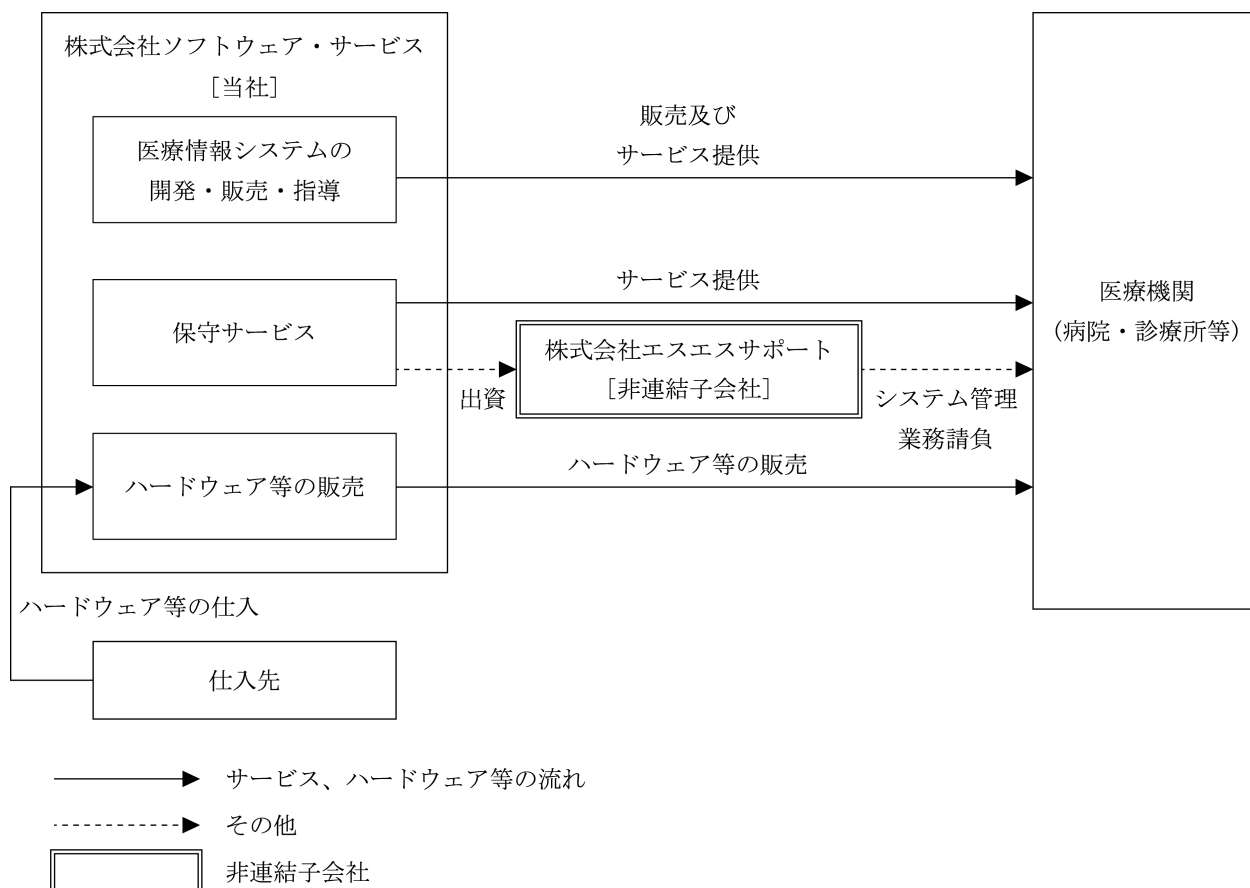 株式会社ソフトウェア・サービス
[当社]
医療情報システムの
開発・販売・指導
販売及び
サービス提供
保守サービス
サービス提供
株式会社エスエスサポート
[非連結子会社]
出資
システム管理
業務請負
医療機関
(病院・診療所等)
ハードウェア等の販売
ハードウェア等の販売
ハードウェア等の仕入
仕入先
サービス、ハードウェア等の流れ
その他
非連結子会社